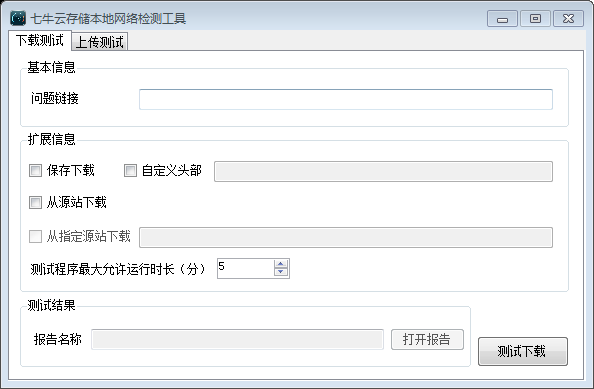 七牛云存储本地网络检测工具
下载测试 上传测试
基本信息
问题链接
扩展信息
保存下载 自定义头部
从源站下载
从指定源站下载
测试程序最大允许运行时长（分） 5
测试结果
报告名称 打开报告 测试下载